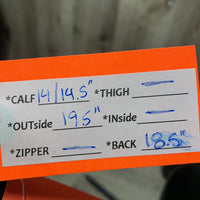 *CALF 14/14.5" *THIGH —
*OUTside 19.5" *INside —
*ZIPPER — *BACK 18.5"